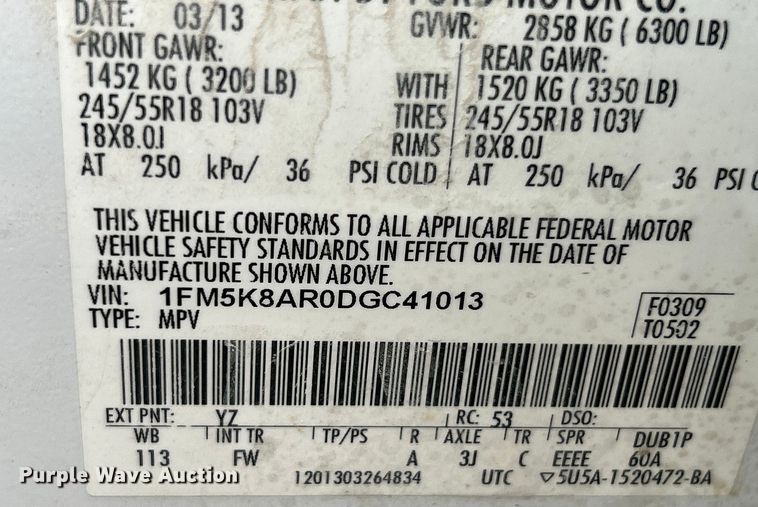 DATE: 03/13
FORD MOTOR CO.
GVWR: 2858 KG ( 6300 LB)
FRONT GAWR:
REAR GAWR:
1452 KG ( 3200 LB) WITH 1520 KG ( 3350 LB)
245/55R18 103V TIRES 245/55R18 103V
18X8.0J RIMS 18X8.0J
AT 250 kPa/ 36 PSI COLD AT 250 kPa/ 36 PSI
THIS VEHICLE CONFORMS TO ALL APPLICABLE FEDERAL MOTOR
VEHICLE SAFETY STANDARDS IN EFFECT ON THE DATE OF
MANUFACTURE SHOWN ABOVE.
VIN: 1FM5K8AR0DGC41013
F0309
TYPE: MPV
T0502
EXT PNT: YZ RC: 53 DSO:
WB INT TR TP/PS R AXLE TR SPR DUB1P
113 FW A 3J C EEEE 60A
1201303264834 UTC ▽5U5A-1520472-BA
Purple Wave Auction